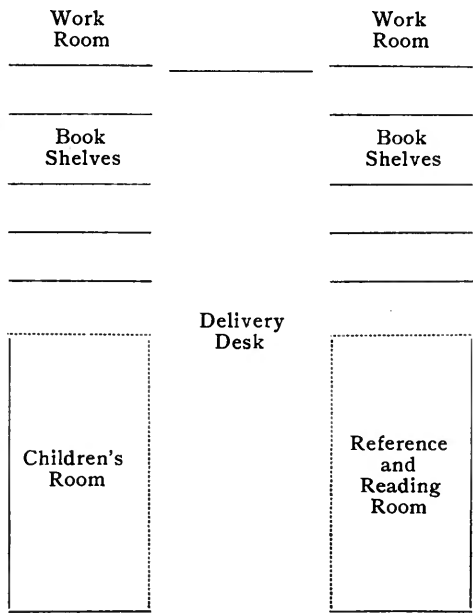 Work
Room
Work
Room
Book
Shelves
Book
Shelves
Delivery
Desk
Children's
Room
Reference
and
Reading
Room